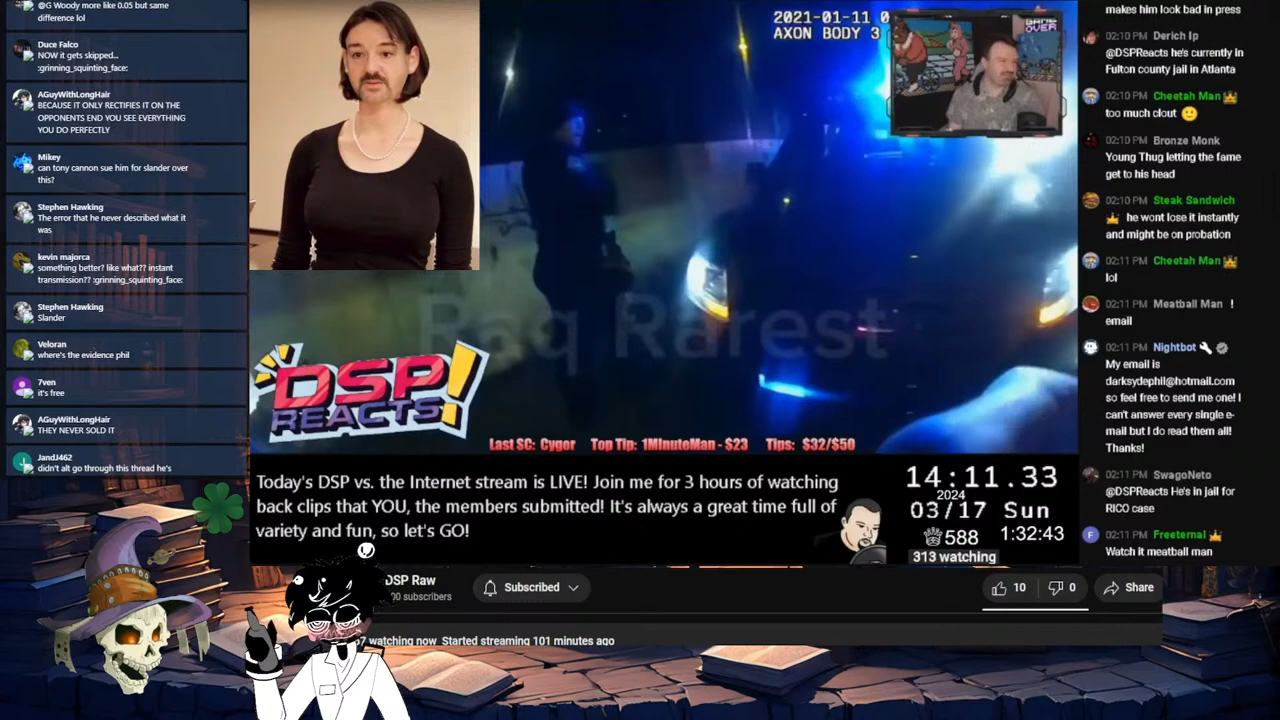 @G Woody more like 0.05 but same
difference lol
Duce Falco
NOW it gets skipped...
:grinning_squinting_face:
AGuyWithLongHair
BECAUSE IT ONLY RECTIFIES IT ON THE
OPPONENTS END YOU SEE EVERYTHING
YOU DO PERFECTLY
Mikey
can tony cannon sue him for slander over
this?
Stephen Hawking
The error that he never described what it
was
kevin majorca
something better? like what?? instant
transmission?? :grinning_squinting_face:
Stephen Hawking
Slander
Veloran
where's the evidence phil
7ven
it's free
AGuyWithLongHair
THEY NEVER SOLD IT
JandJ462
didn't alt go through this thread he's
2021-01-11 0
AXON BODY 3
GAME
OVER
Raq Rarest
DSP
REACTS!
Last SC: Cygor Top Tip: 1MinuteMan - $23 Tips: $32/$50
Today's DSP vs. the Internet stream is LIVE! Join me for 3 hours of watching
back clips that YOU, the members submitted! It's always a great time full of
variety and fun, so let's GO!
14:11.33
2024
03/17 Sun
588 1:32:43
313 watching
DSP Raw
00 subscribers
Subscribed
10
0
Share
7 watching now Started streaming 101 minutes ago
makes him look bad in press
02:10 PM Derich Ip
@DSPReacts he's currently in
Fulton county jail in Atlanta
02:10 PM Cheetah Man
too much clout 🙂
02:10 PM Bronze Monk
Young Thug letting the fame
get to his head
02:10 PM Steak Sandwich
he wont lose it instantly
and might be on probation
02:11 PM Cheetah Man
lol
02:11 PM Meatball Man !
email
02:11 PM Nightbot
My email is
darksydephil@hotmail.com
so feel free to send me one! I
can't answer every single e-
mail but I do read them all!
Thanks!
02:11 PM SwagoNeto
@DSPReacts He's in jail for
RICO case
02:11 PM Freeternal
Watch it meatball man